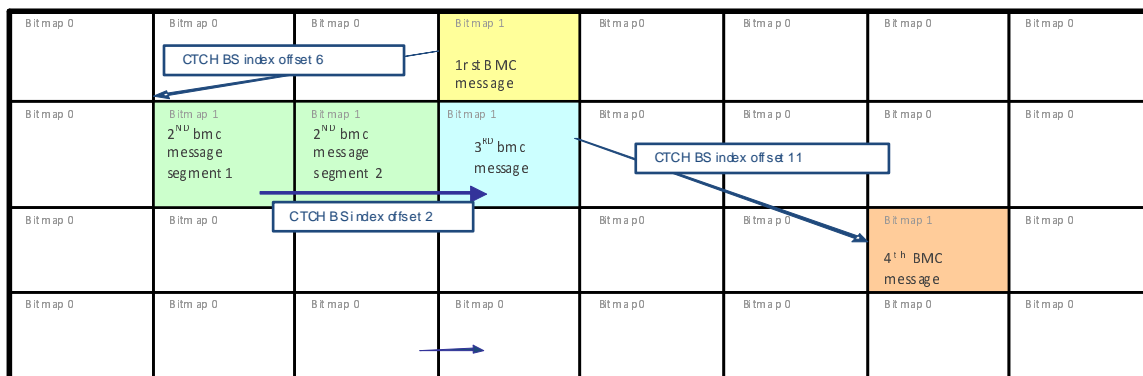 Bitmap 0 Bitmap 0 Bitmap 0 Bitmap 1 Bitmap 0 Bitmap 0 Bitmap 0 Bitmap 0
CTCH BS index offset 6
1rst BMC
message
Bitmap 0 Bitmap 1 Bitmap 1 Bitmap 1 Bitmap 0 Bitmap 0 Bitmap 0 Bitmap 0
2ND bmc
message
segment 1
2ND bmc
message
segment 2
3RD bmc
message
CTCH BS index offset 11
CTCH BS index offset 2
Bitmap 0 Bitmap 0 Bitmap 0 Bitmap 0 Bitmap 0 Bitmap 1 Bitmap 0
4th BMC
message
Bitmap 0 Bitmap 0 Bitmap 0 Bitmap 0 Bitmap 0 Bitmap 0 Bitmap 0 Bitmap 0